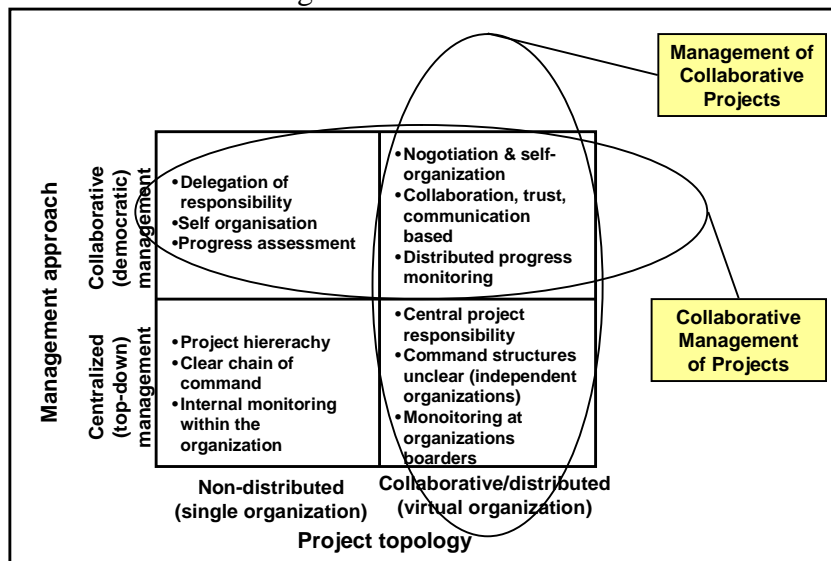 Management of
Collaborative
Projects
Management approach
Collaborative
(democratic)
management
•Delegation of
responsibility
•Self organisation
•Progress assessment
•Nogotiation & self-
organization
•Collaboration, trust,
communication
based
•Distributed progress
monitoring
Collaborative
Management
of Projects
Centralized
(top-down)
management
•Project hiererachy
•Clear chain of
command
•Internal monitoring
within the
organization
•Central project
responsibility
•Command structures
unclear (independent
organizations)
•Monoitoring at
organizations
boarders
Non-distributed
(single organization)
Collaborative/distributed
(virtual organization)
Project topology